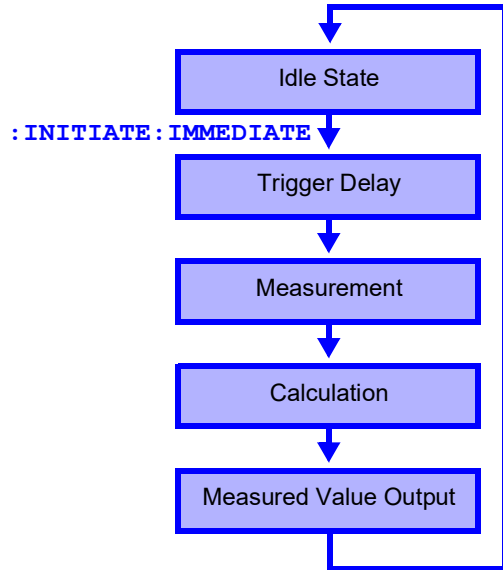 Idle State
:INITIATE:IMMEDIATE
Trigger Delay
Measurement
Calculation
Measured Value Output